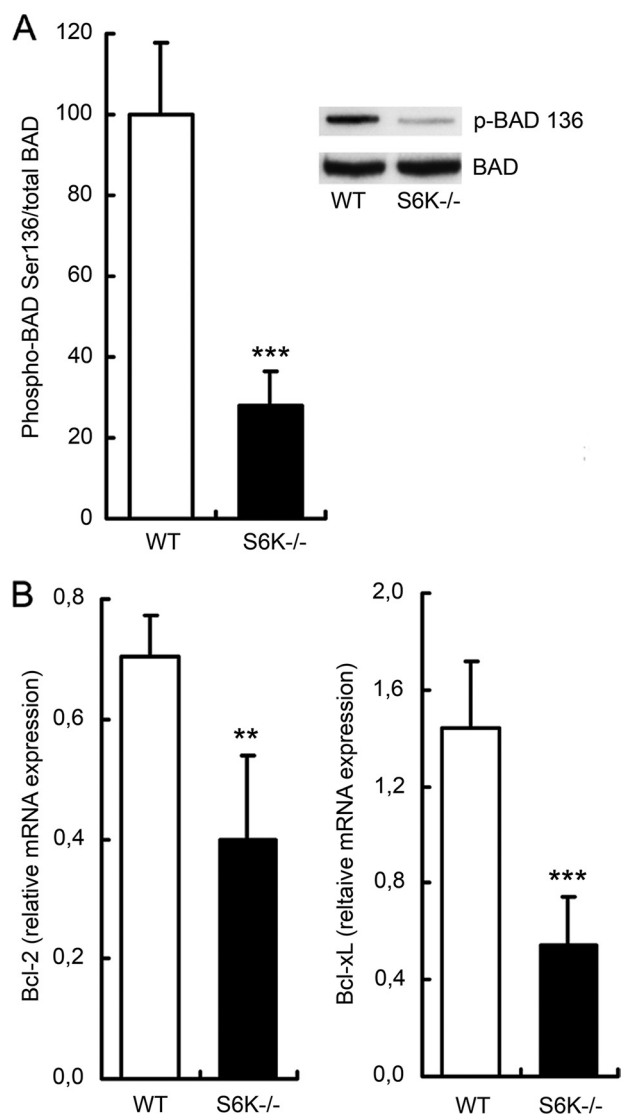 A
Phospho-BAD Ser136/total BAD
120
100
80
60
40
20
0
***
WT
S6K-/-
p-BAD 136
BAD
WT
S6K-/-
B
Bcl-2 (relative mRNA expression)
0,8
0,6
0,4
0,2
0,0
**
WT
S6K-/-
Bcl-xL (reltaive mRNA expression)
2,0
1,6
1,2
0,8
0,4
0,0
***
WT
S6K-/-